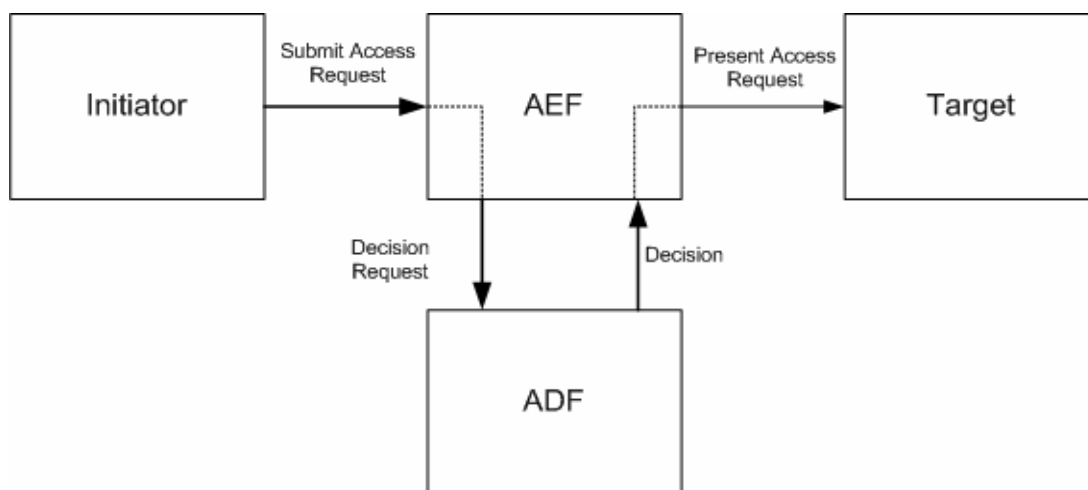 Submit Access
Request
Present Access
Request
Initiator
AEF
Target
Decision
Request
Decision
ADF